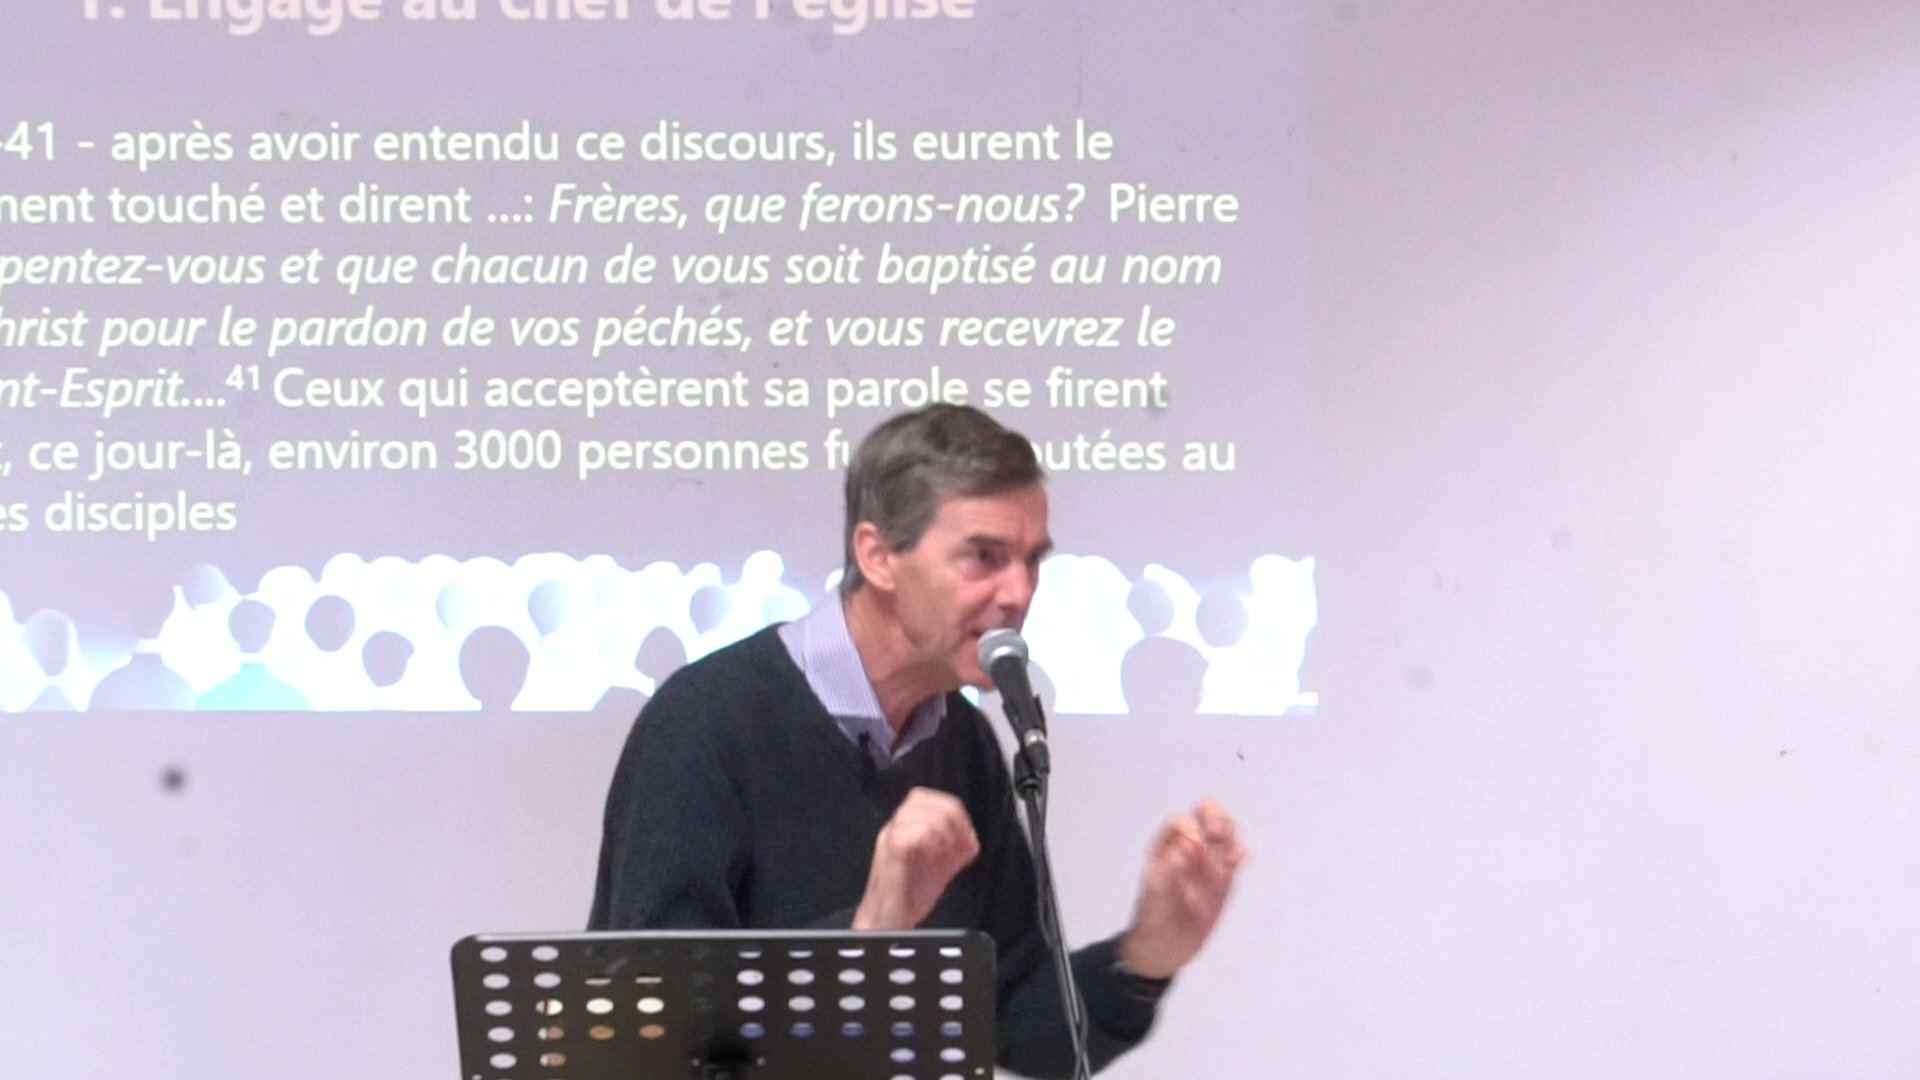 1. Engagé au chef de l'église
-41 - après avoir entendu ce discours, ils eurent le
ment touché et dirent ...: Frères, que ferons-nous? Pierre
pentez-vous et que chacun de vous soit baptisé au nom
hrist pour le pardon de vos péchés, et vous recevrez le
nt-Esprit....⁴¹ Ceux qui acceptèrent sa parole se firent
, ce jour-là, environ 3000 personnes fu outées au
es disciples